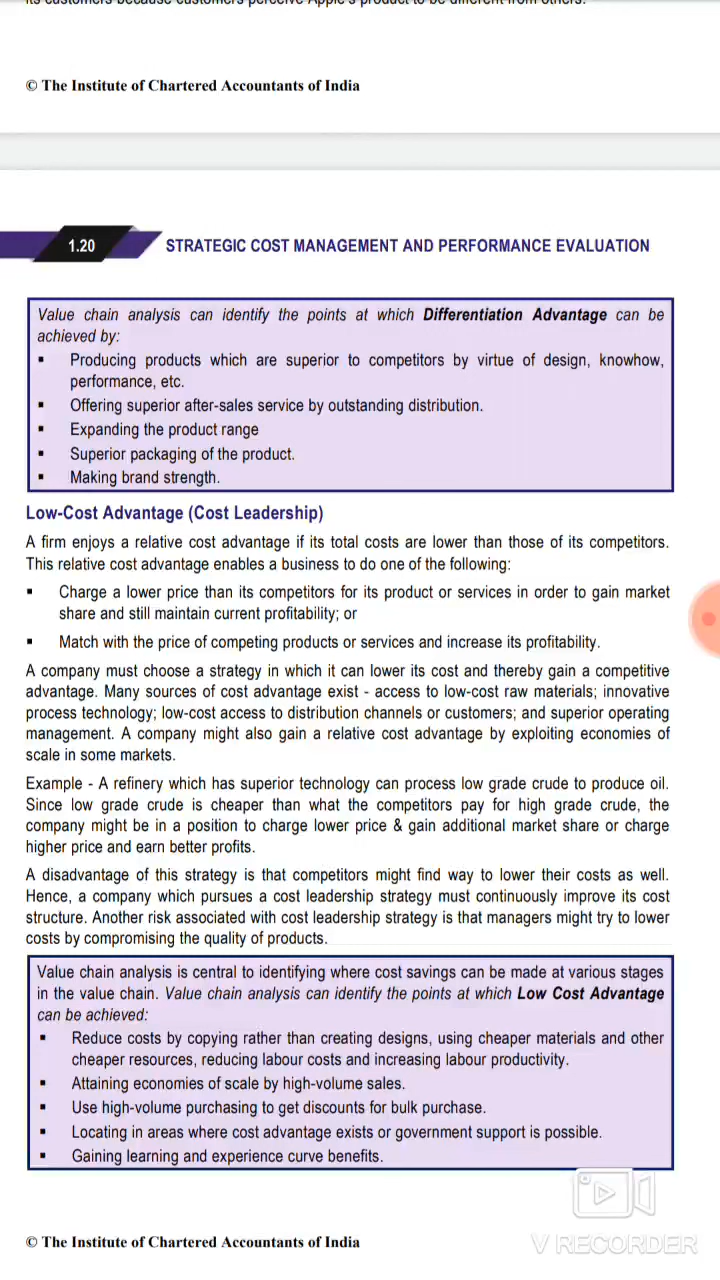 its customers because customers perceive Apple's product to be different from others.
© The Institute of Chartered Accountants of India
1.20 STRATEGIC COST MANAGEMENT AND PERFORMANCE EVALUATION
Value chain analysis can identify the points at which Differentiation Advantage can be
achieved by:
▪ Producing products which are superior to competitors by virtue of design, knowhow,
performance, etc.
▪ Offering superior after-sales service by outstanding distribution.
▪ Expanding the product range
▪ Superior packaging of the product.
▪ Making brand strength.
Low-Cost Advantage (Cost Leadership)
A firm enjoys a relative cost advantage if its total costs are lower than those of its competitors.
This relative cost advantage enables a business to do one of the following:
▪ Charge a lower price than its competitors for its product or services in order to gain market
share and still maintain current profitability; or
▪ Match with the price of competing products or services and increase its profitability.
A company must choose a strategy in which it can lower its cost and thereby gain a competitive
advantage. Many sources of cost advantage exist - access to low-cost raw materials; innovative
process technology; low-cost access to distribution channels or customers; and superior operating
management. A company might also gain a relative cost advantage by exploiting economies of
scale in some markets.
Example - A refinery which has superior technology can process low grade crude to produce oil.
Since low grade crude is cheaper than what the competitors pay for high grade crude, the
company might be in a position to charge lower price & gain additional market share or charge
higher price and earn better profits.
A disadvantage of this strategy is that competitors might find way to lower their costs as well.
Hence, a company which pursues a cost leadership strategy must continuously improve its cost
structure. Another risk associated with cost leadership strategy is that managers might try to lower
costs by compromising the quality of products.
Value chain analysis is central to identifying where cost savings can be made at various stages
in the value chain. Value chain analysis can identify the points at which Low Cost Advantage
can be achieved:
▪ Reduce costs by copying rather than creating designs, using cheaper materials and other
cheaper resources, reducing labour costs and increasing labour productivity.
▪ Attaining economies of scale by high-volume sales.
▪ Use high-volume purchasing to get discounts for bulk purchase.
▪ Locating in areas where cost advantage exists or government support is possible.
▪ Gaining learning and experience curve benefits.
© The Institute of Chartered Accountants of India
V RECORDER